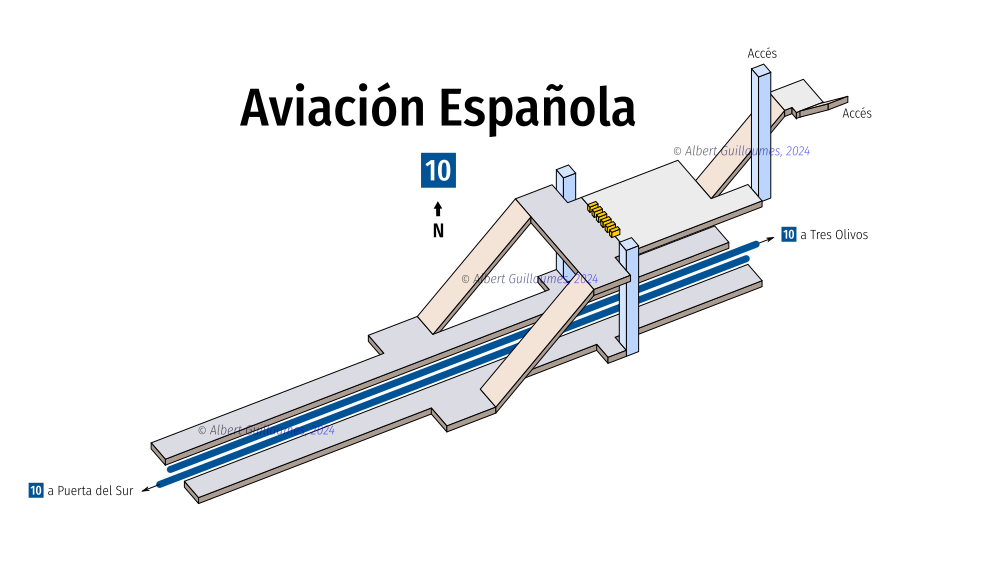 Accés
Aviación Española
Accés
© Albert Guillaumes, 2024
10
N
10 a Tres Olivos
© Albert Guillaumes, 2024
© Albert Guillaumes, 2024
10 a Puerta del Sur